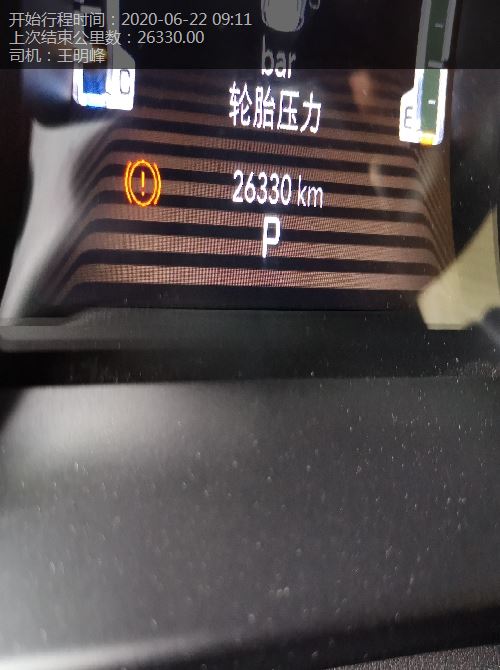 开始行程时间：2020-06-22 09:11
上次结束公里数：26330.00
司机：王明峰
bar
C
轮胎压力
E
26330 km
P